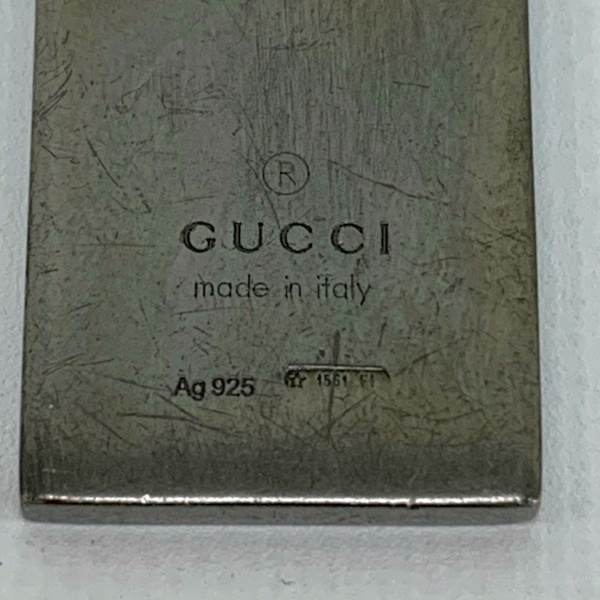 ®
GUCCI
made in italy
Ag 925 ☆ 1561 FI